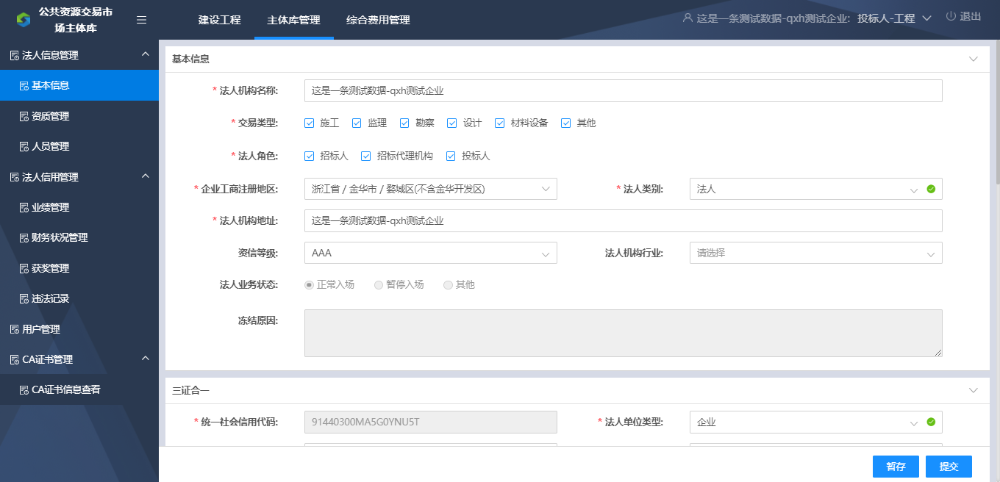 公共资源交易市
场主体库
建设工程
主体库管理
综合费用管理
这是一条测试数据-qxh测试企业:
投标人-工程
退出
法人信息管理
基本信息
资质管理
人员管理
法人信用管理
业绩管理
财务状况管理
获奖管理
违法记录
用户管理
CA证书管理
CA证书信息查看
基本信息
* 法人机构名称: 这是一条测试数据-qxh测试企业
* 交易类型: 施工 监理 勘察 设计 材料设备 其他
* 法人角色: 招标人 招标代理机构 投标人
* 企业工商注册地区: 浙江省 / 金华市 / 婺城区(不含金华开发区) * 法人类别: 法人
* 法人机构地址: 这是一条测试数据-qxh测试企业
资信等级: AAA 法人机构行业: 请选择
法人业务状态: 正常入场 暂停入场 其他
冻结原因:
三证合一
* 统一社会信用代码: 91440300MA5G0YNU5T * 法人单位类型: 企业
暂存 提交